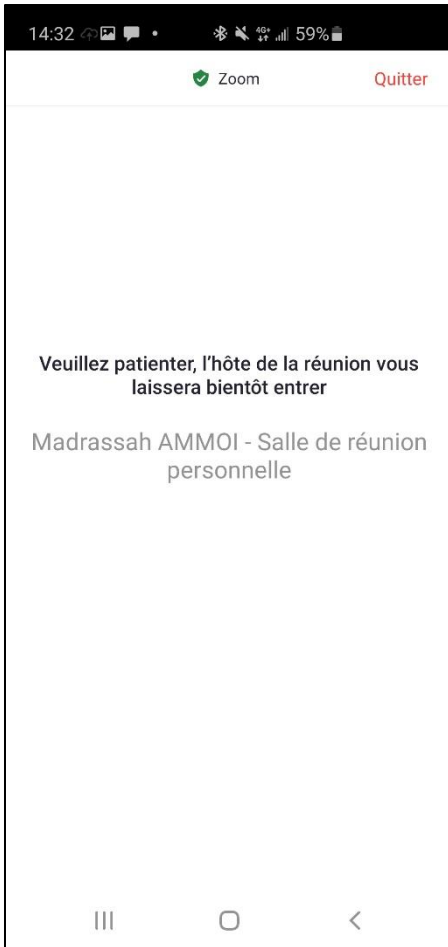 14:32 4G+ 59%
Zoom Quitter
Veuillez patienter, l'hôte de la réunion vous
laissera bientôt entrer
Madrassah AMMOI - Salle de réunion
personnelle